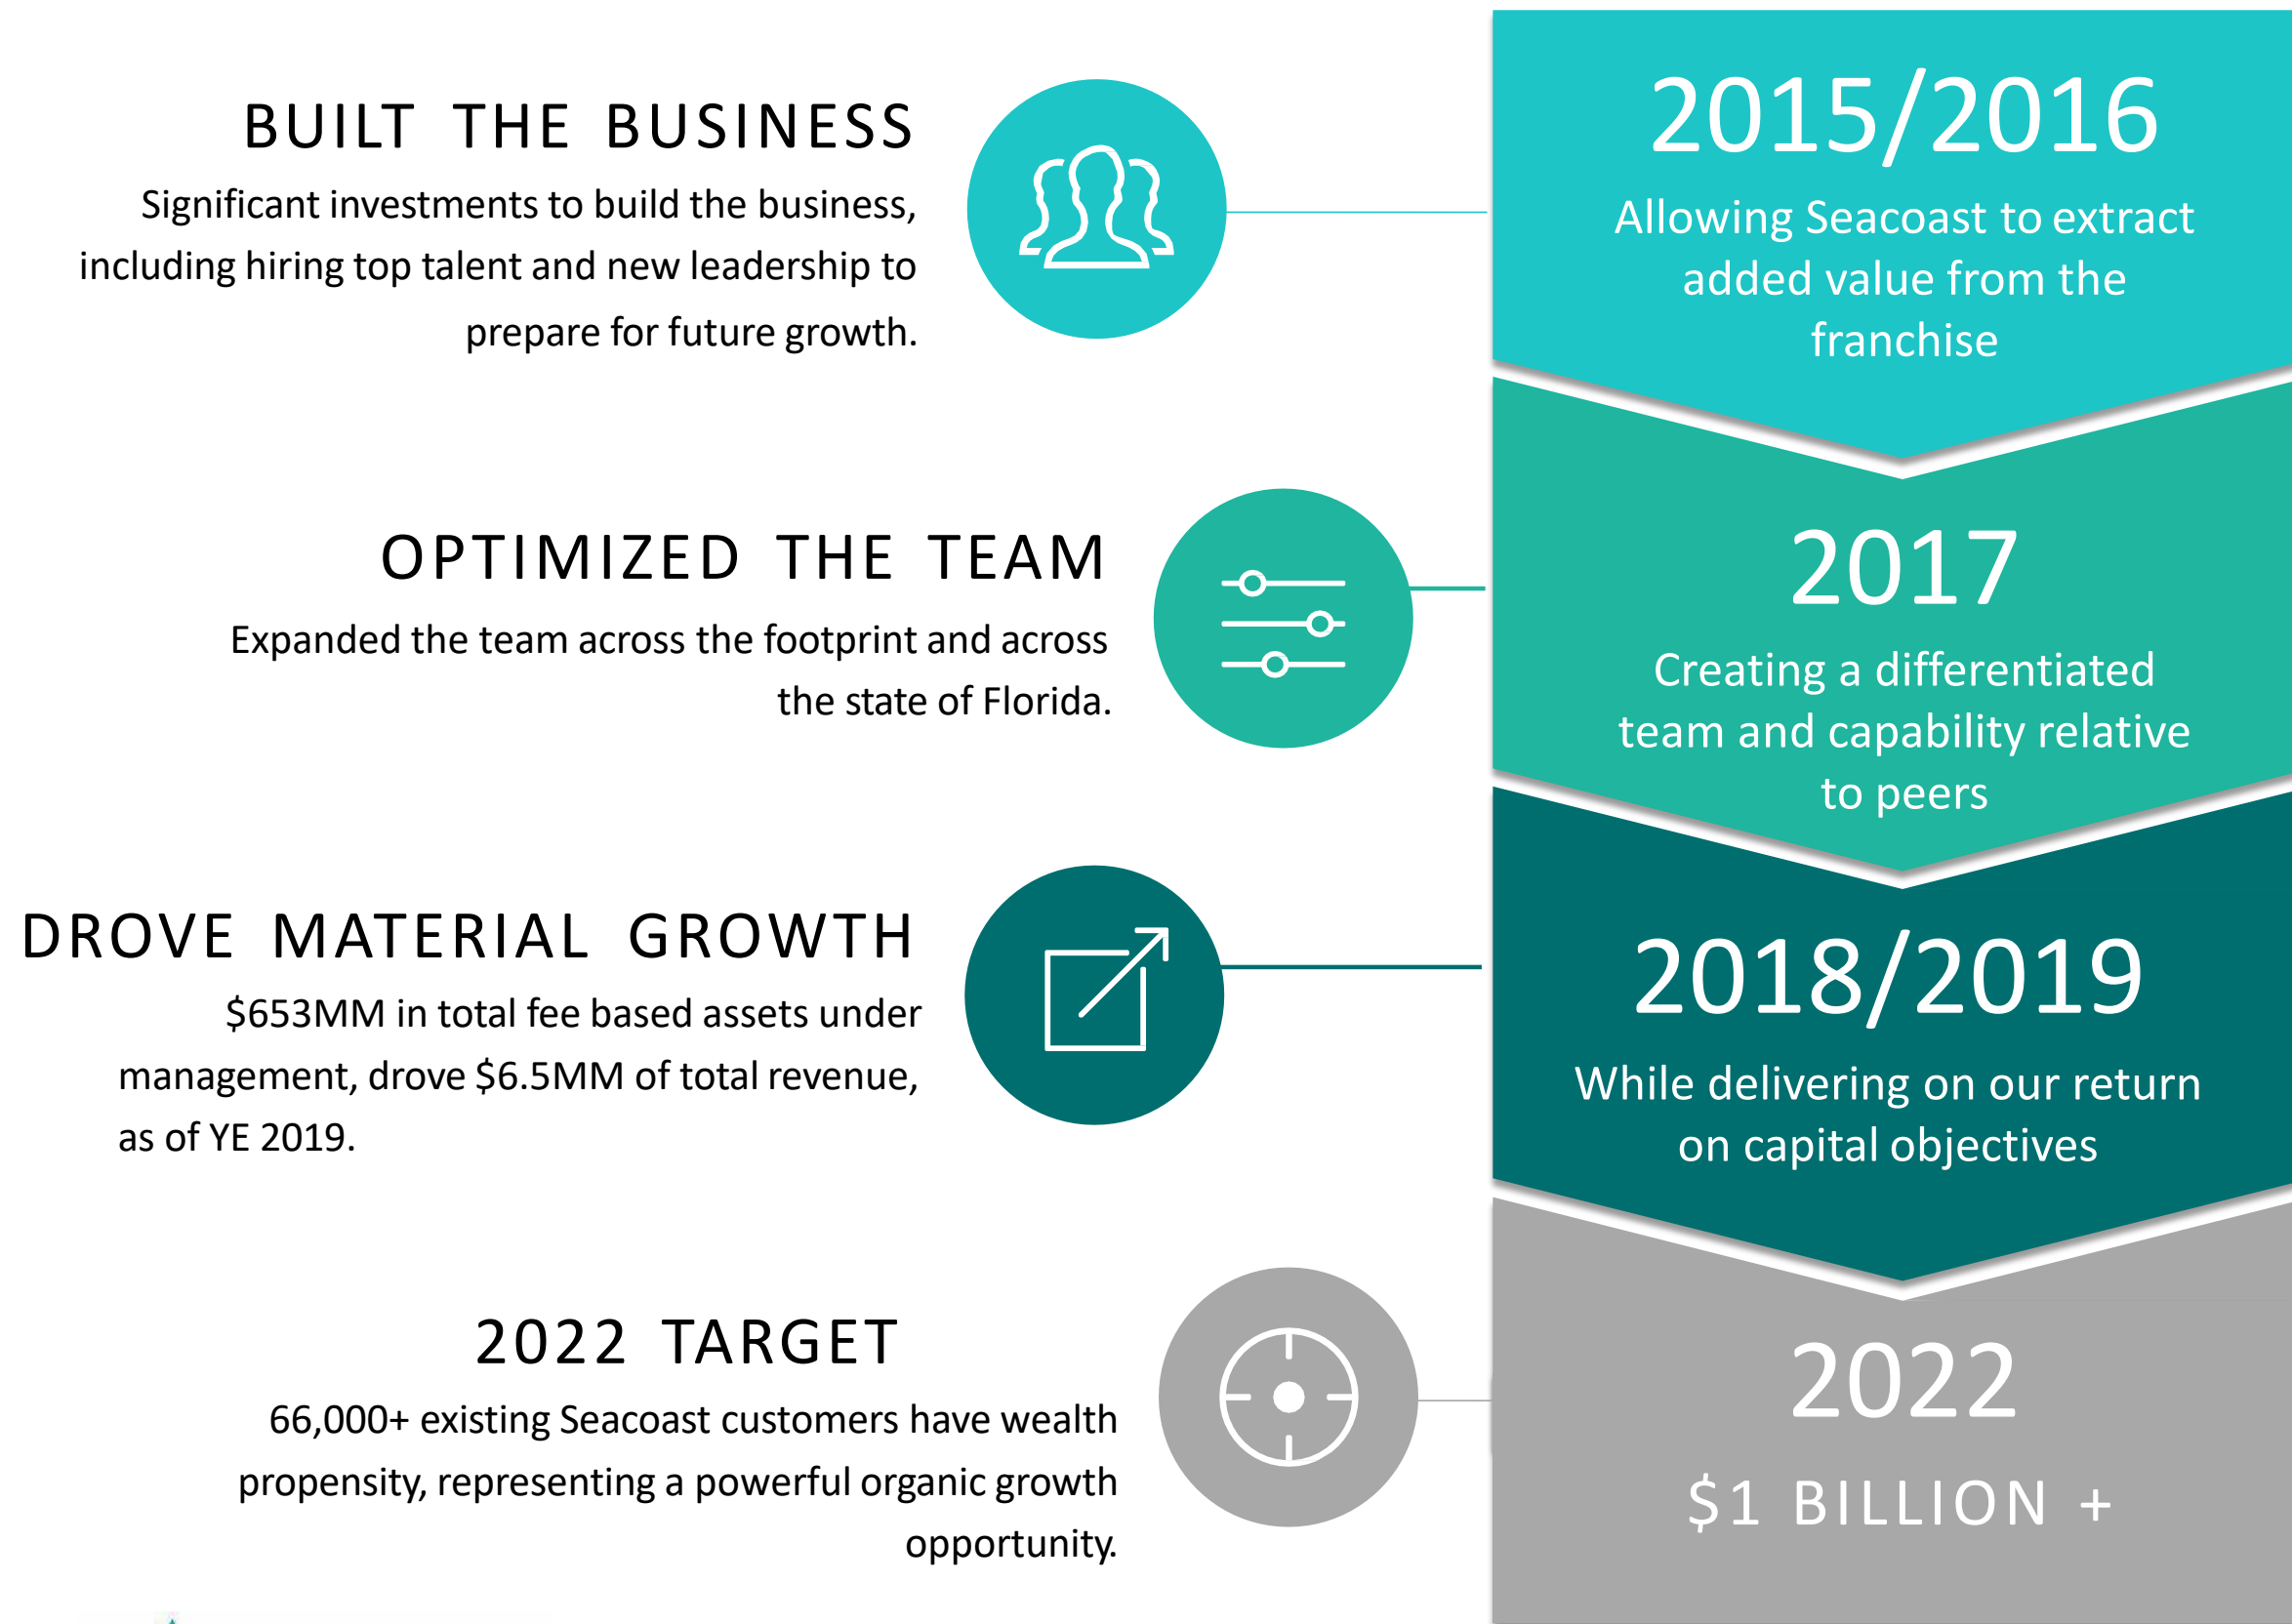 BUILT THE BUSINESS
Significant investments to build the business,
including hiring top talent and new leadership to
prepare for future growth.
2015/2016
Allowing Seacoast to extract
added value from the
franchise
OPTIMIZED THE TEAM
Expanded the team across the footprint and across
the state of Florida.
2017
Creating a differentiated
team and capability relative
to peers
DROVE MATERIAL GROWTH
$653MM in total fee based assets under
management, drove $6.5MM of total revenue,
as of YE 2019.
2018/2019
While delivering on our return
on capital objectives
2022 TARGET
66,000+ existing Seacoast customers have wealth
propensity, representing a powerful organic growth
opportunity.
2022
$1 BILLION +